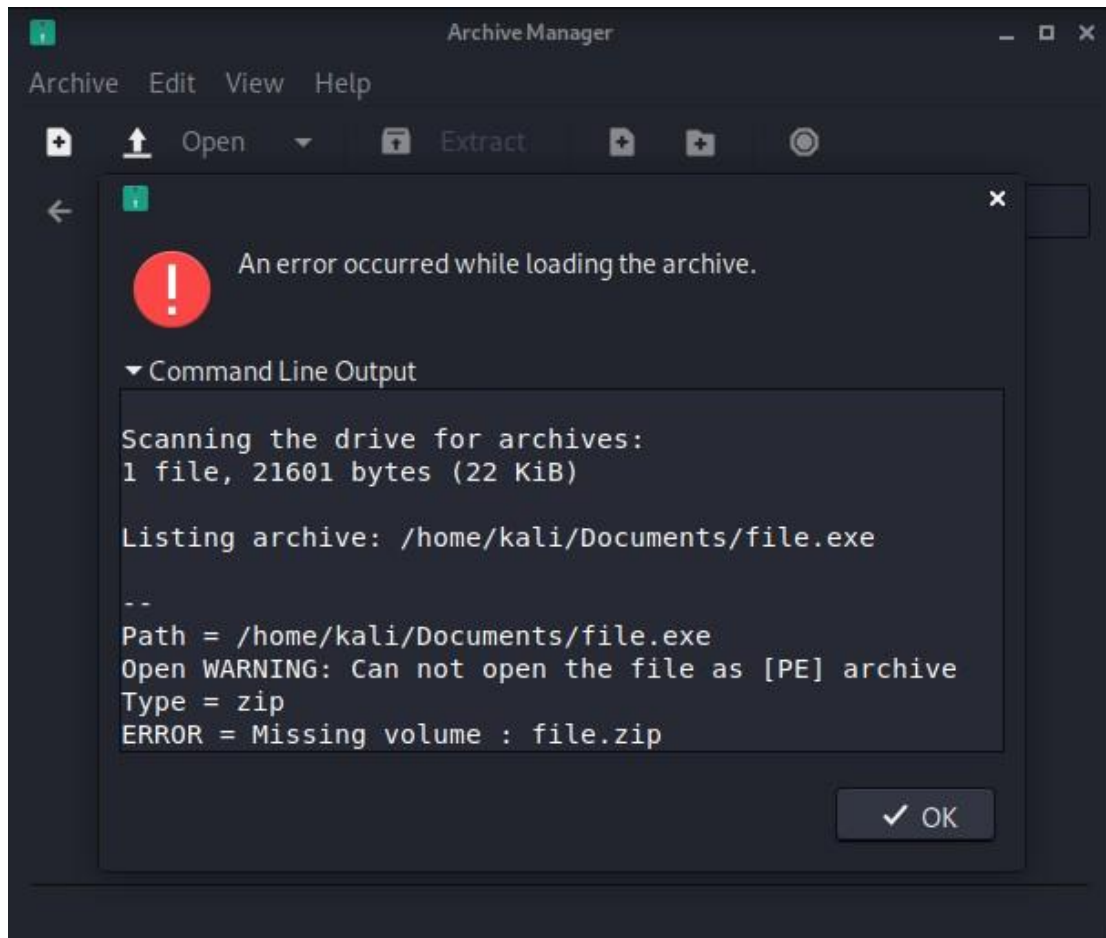 Archive Manager
Archive Edit View Help
Open Extract
An error occurred while loading the archive.
Command Line Output
Scanning the drive for archives:
1 file, 21601 bytes (22 KiB)
Listing archive: /home/kali/Documents/file.exe
--
Path = /home/kali/Documents/file.exe
Open WARNING: Can not open the file as [PE] archive
Type = zip
ERROR = Missing volume : file.zip
OK